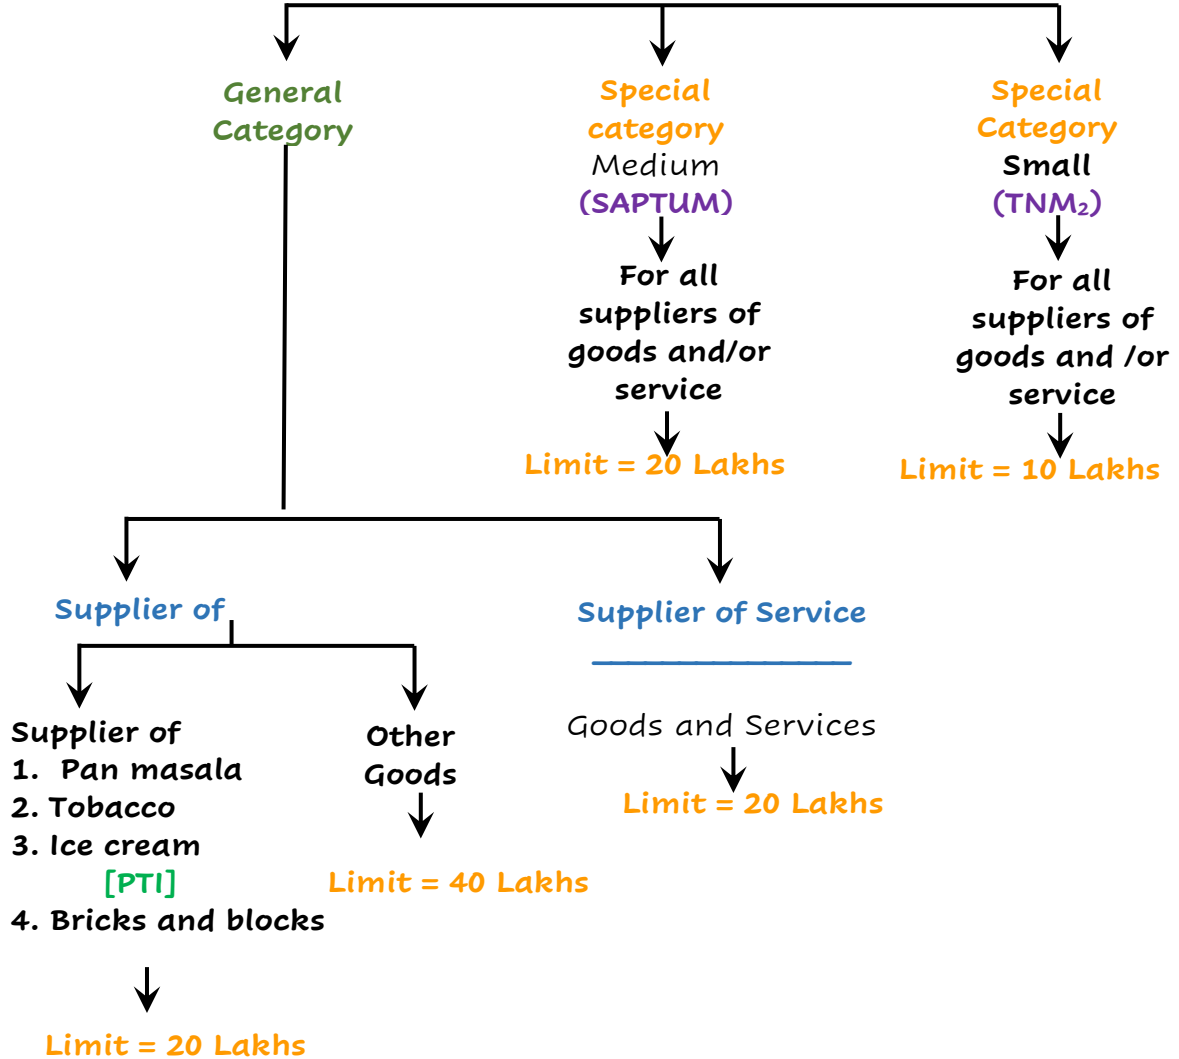 General
Category
Special
category
Medium
(SAPTUM)
For all
suppliers of
goods and/or
service
Limit = 20 Lakhs
Special
Category
Small
(TNM₂)
For all
suppliers of
goods and /or
service
Limit = 10 Lakhs
Supplier of
Supplier of
1. Pan masala
2. Tobacco
3. Ice cream
[PTI]
4. Bricks and blocks
Limit = 20 Lakhs
Other
Goods
Limit = 40 Lakhs
Supplier of Service
Goods and Services
Limit = 20 Lakhs